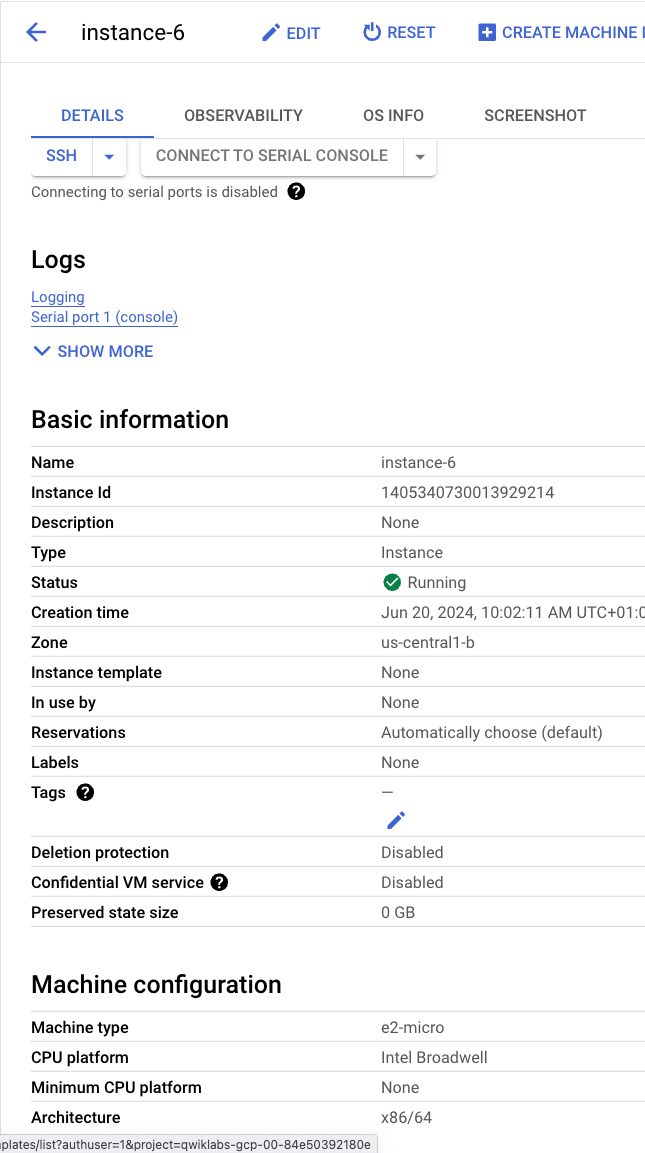 instance-6 EDIT RESET CREATE MACHINE I
DETAILS OBSERVABILITY OS INFO SCREENSHOT
SSH CONNECT TO SERIAL CONSOLE
Connecting to serial ports is disabled ?
Logs
Logging
Serial port 1 (console)
SHOW MORE
Basic information
Name instance-6
Instance Id 1405340730013929214
Description None
Type Instance
Status Running
Creation time Jun 20, 2024, 10:02:11 AM UTC+01:0
Zone us-central1-b
Instance template None
In use by None
Reservations Automatically choose (default)
Labels None
Tags ? —
Deletion protection Disabled
Confidential VM service ? Disabled
Preserved state size 0 GB
Machine configuration
Machine type e2-micro
CPU platform Intel Broadwell
Minimum CPU platform None
Architecture x86/64
nplates/list?authuser=1&project=qwiklabs-gcp-00-84e50392180e